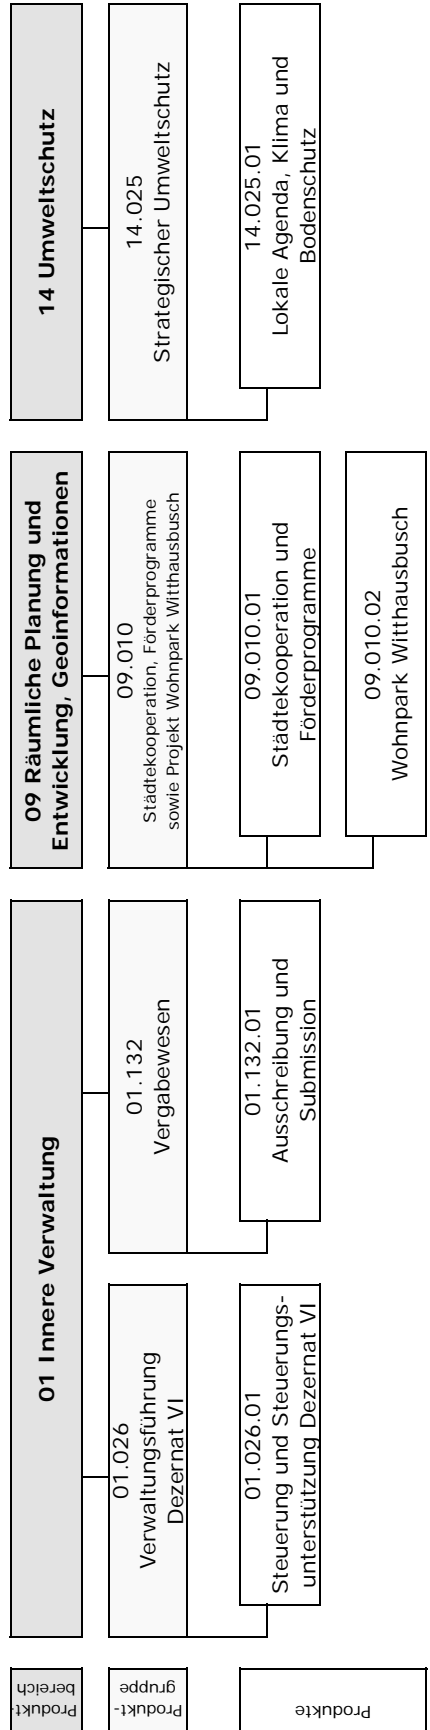 Produkt-
bereich
01 Innere Verwaltung
09 Räumliche Planung und
Entwicklung, Geoinformationen
14 Umweltschutz
Produkt-
gruppe
01.026
Verwaltungsführung
Dezernat VI
01.132
Vergabewesen
09.010
Städtekooperation, Förderprogramme
sowie Projekt Wohnpark Witthausbusch
14.025
Strategischer Umweltschutz
Produkte
01.026.01
Steuerung und Steuerungs-
unterstützung Dezernat VI
01.132.01
Ausschreibung und
Submission
09.010.01
Städtekooperation und
Förderprogramme
14.025.01
Lokale Agenda, Klima und
Bodenschutz
09.010.02
Wohnpark Witthausbusch